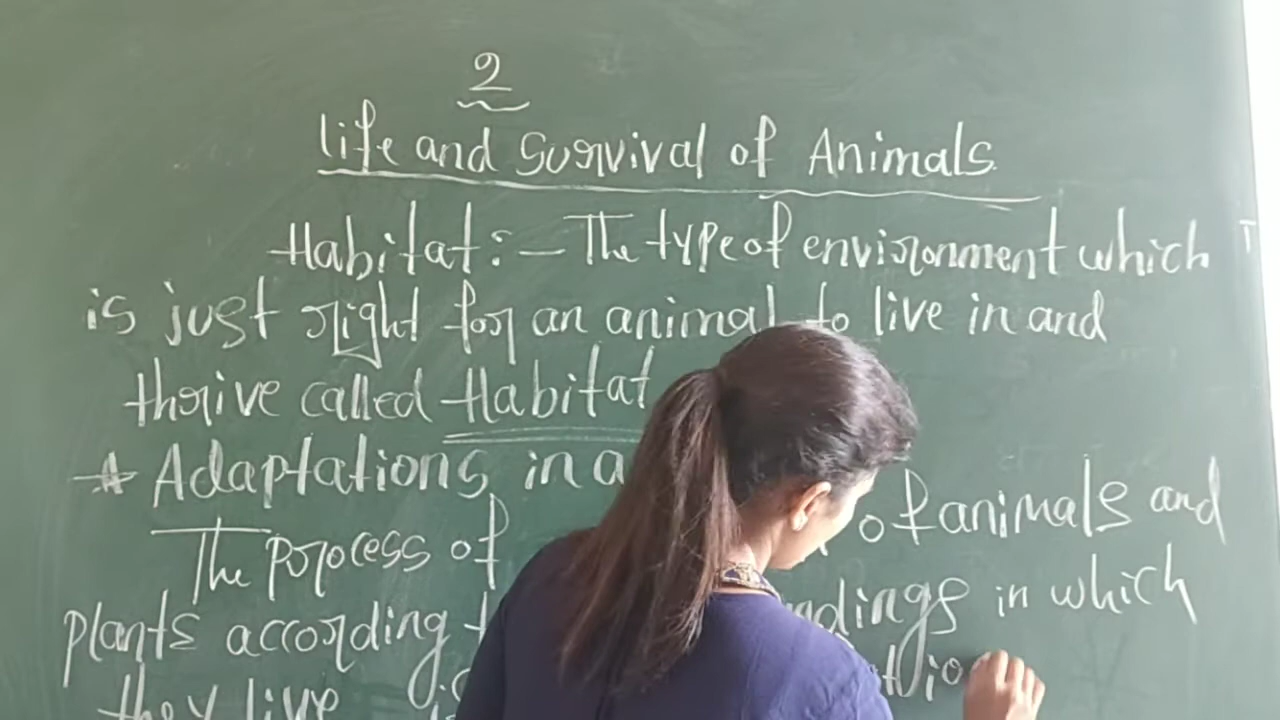 2
Life and Survival of Animals
Habitat:- The type of environment which
is just right for an animal to live in and
thrive called Habitat
* Adaptations in
The process of of animals and
plants according in which
they live